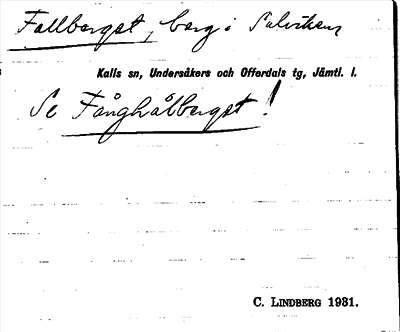 Fallberget, berg i Sulviken
Kalls sn, Undersåkers och Offerdals tg, Jämtl. l.
Se Fånghålberget!
C. LINDBERG 1931.